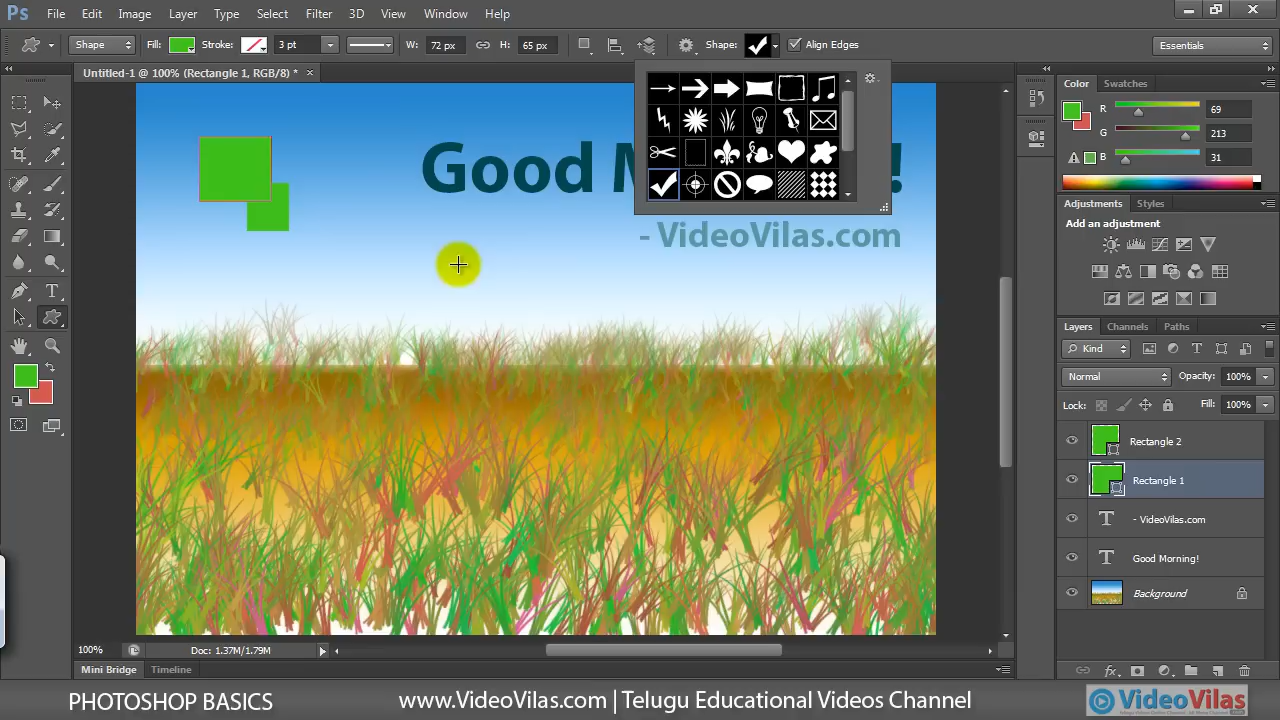 Ps File Edit Image Layer Type Select Filter 3D View Window Help
Shape Fill: Stroke: 3 pt W: 72 px H: 65 px Shape: Align Edges Essentials
Untitled-1 @ 100% (Rectangle 1, RGB/8) * ×
Color Swatches
R 69
G 213
B 31
Good M !
- VideoVilas.com
Adjustments Styles
Add an adjustment
Layers Channels Paths
Kind
Normal Opacity: 100%
Lock: Fill: 100%
Rectangle 2
Rectangle 1
- VideoVilas.com
Good Morning!
Background
100% Doc: 1.37M/1.79M
Mini Bridge Timeline
PHOTOSHOP BASICS www.VideoVilas.com | Telugu Educational Videos Channel VideoVilas